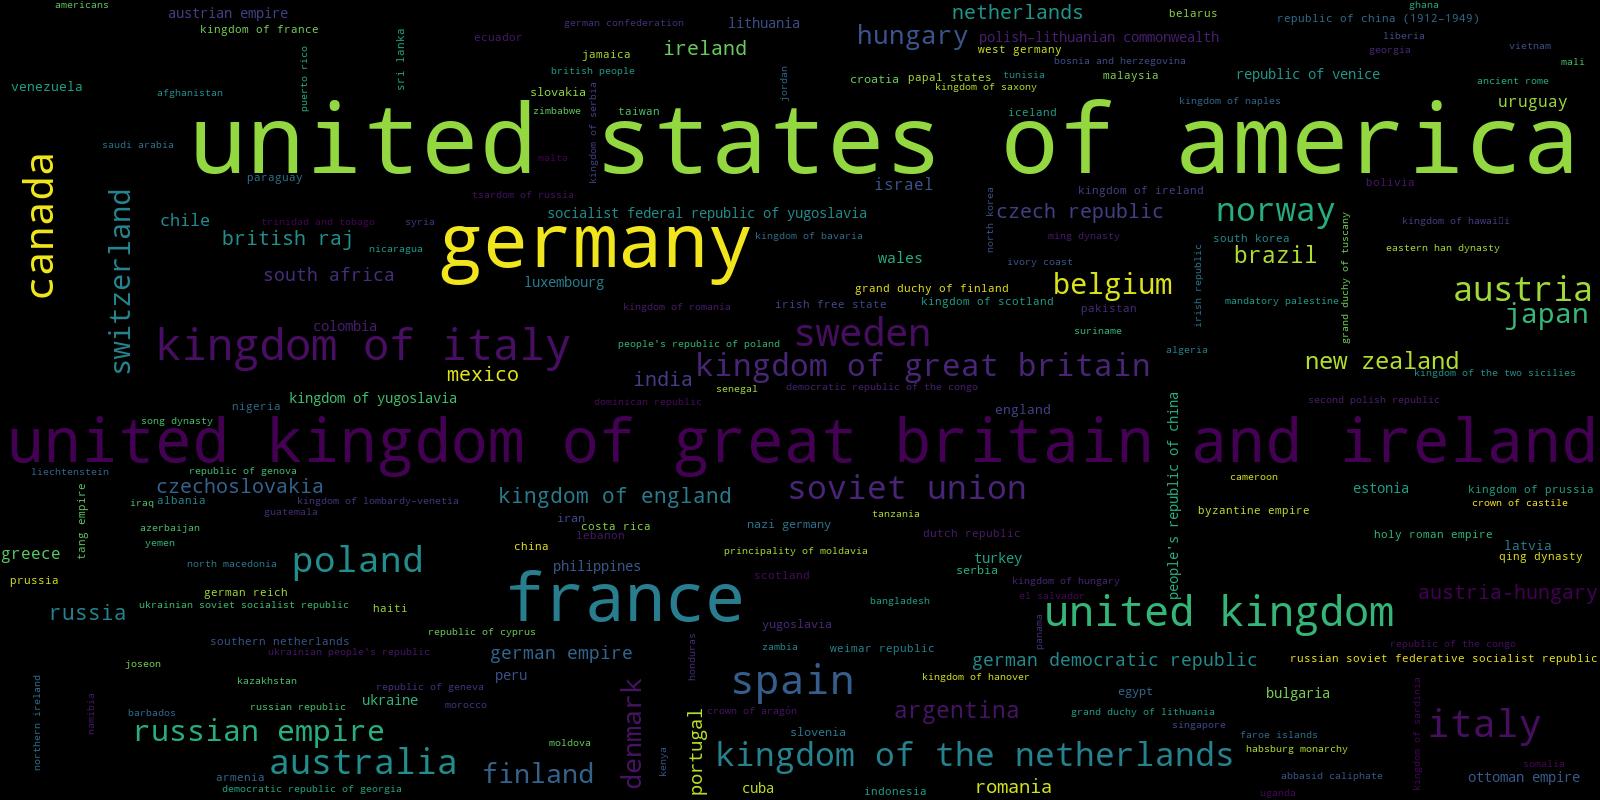 americans
austrian empire
kingdom of france
german confederation
lithuania
netherlands
belarus
ghana
republic of china (1912–1949)
ecuador
ireland
hungary
polish–lithuanian commonwealth
liberia
puerto rico
sri lanka
jamaica
west germany
georgia
vietnam
british people
jordan
bosnia and herzegovina
mali
venezuela
afghanistan
slovakia
croatia
papal states
tunisia
malaysia
republic of venice
ancient rome
kingdom of saxony
kingdom of serbia
zimbabwe
taiwan
iceland
kingdom of naples
uruguay
united states of america
canada
saudi arabia
malta
paraguay
israel
bolivia
switzerland
tsardom of russia
north korea
kingdom of ireland
chile
trinidad and tobago
syria
socialist federal republic of yugoslavia
czech republic
norway
grand duchy of tuscany
british raj
nicaragua
germany
kingdom of bavaria
ming dynasty
south korea
eastern han dynasty
south africa
luxembourg
wales
ivory coast
irish republic
brazil
grand duchy of finland
belgium
austria
kingdom of romania
irish free state
kingdom of scotland
pakistan
mandatory palestine
japan
colombia
kingdom of italy
people's republic of poland
sweden
suriname
algeria
mexico
india
kingdom of great britain
new zealand
kingdom of the two sicilies
senegal
democratic republic of the congo
kingdom of yugoslavia
nigeria
dominican republic
england
people's republic of china
second polish republic
song dynasty
united kingdom of great britain and ireland
liechtenstein
republic of genova
czechoslovakia
soviet union
cameroon
tang empire
iraq
albania
kingdom of lombardy–venetia
kingdom of england
estonia
kingdom of prussia
crown of castile
guatemala
iran
costa rica
nazi germany
tanzania
byzantine empire
azerbaijan
lebanon
dutch republic
holy roman empire
yemen
china
principality of moldavia
latvia
greece
north macedonia
poland
philippines
turkey
serbia
qing dynasty
prussia
scotland
kingdom of hungary
german reich
france
el salvador
austria-hungary
russia
ukrainian soviet socialist republic
haiti
bangladesh
united kingdom
panama
republic of cyprus
yugoslavia
southern netherlands
ukrainian people's republic
honduras
zambia
weimar republic
republic of the congo
joseon
german empire
german democratic republic
russian soviet federative socialist republic
northern ireland
kazakhstan
republic of geneva
peru
spain
kingdom of hanover
namibia
russian republic
ukraine
morocco
denmark
egypt
bulgaria
kingdom of sardinia
barbados
portugal
crown of aragon
argentina
grand duchy of lithuania
russian empire
moldova
slovenia
singapore
faroe islands
italy
habsburg monarchy
australia
finland
kenya
kingdom of the netherlands
armenia
abbasid caliphate
somalia
ottoman empire
democratic republic of georgia
cuba
indonesia
romania
uganda